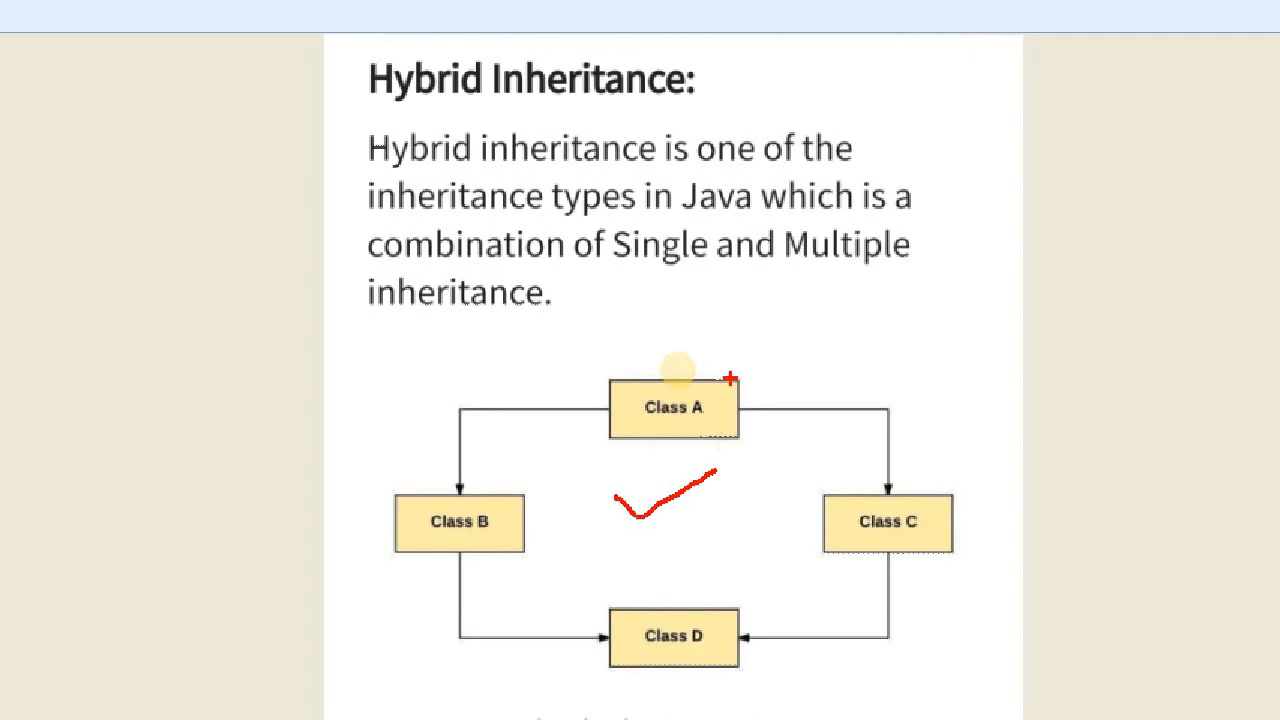 Hybrid Inheritance:
Hybrid inheritance is one of the
inheritance types in Java which is a
combination of Single and Multiple
inheritance.
Class A
Class B
Class C
Class D